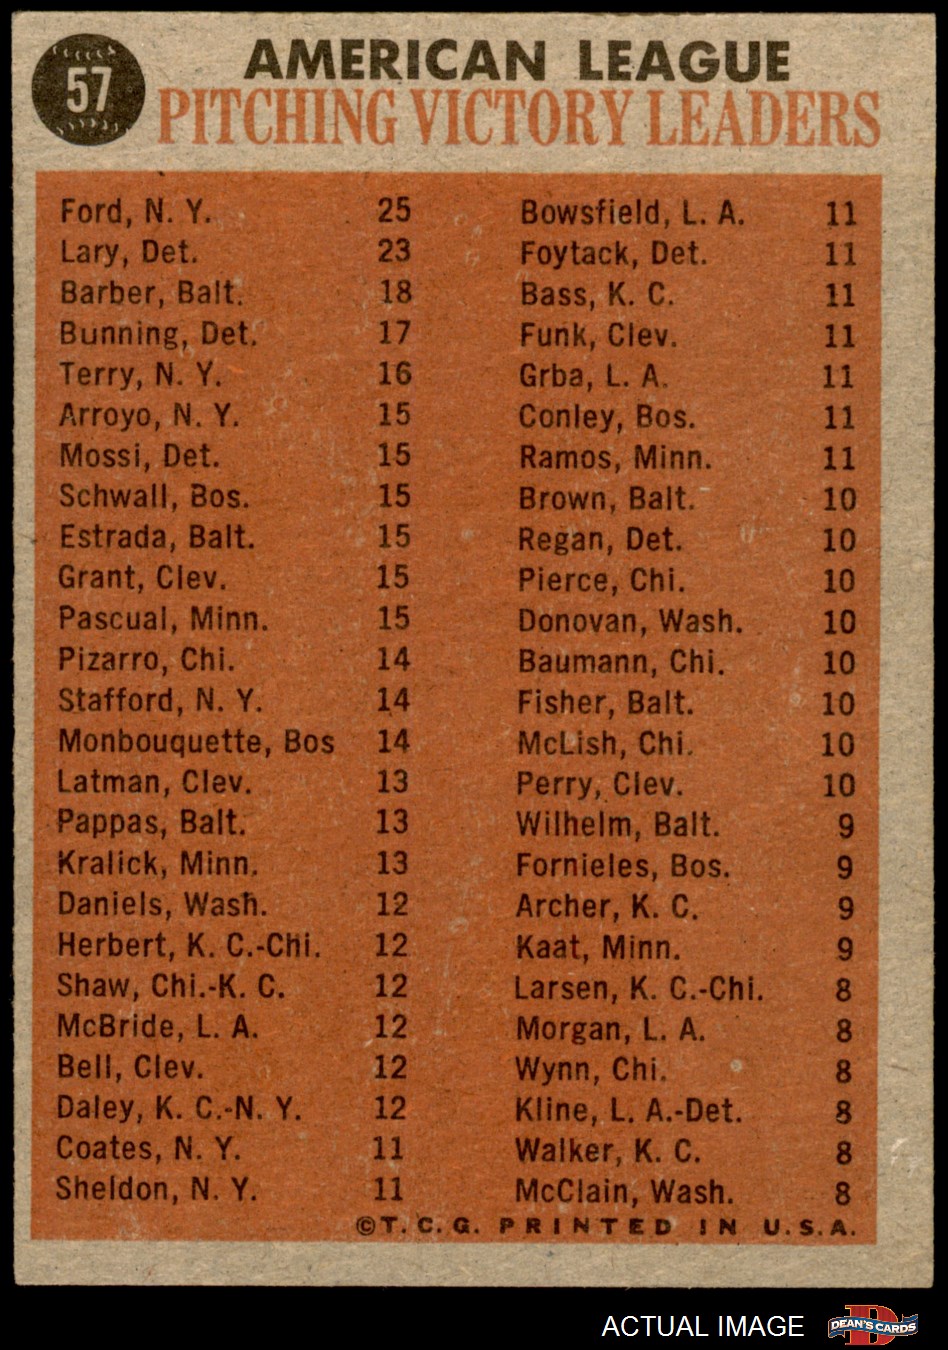 57
AMERICAN LEAGUE
PITCHING VICTORY LEADERS
Ford, N. Y. 25
Lary, Det. 23
Barber, Balt. 18
Bunning, Det. 17
Terry, N. Y. 16
Arroyo, N. Y. 15
Mossi, Det. 15
Schwall, Bos. 15
Estrada, Balt. 15
Grant, Clev. 15
Pascual, Minn. 15
Pizarro, Chi. 14
Stafford, N. Y. 14
Monbouquette, Bos 14
Latman, Clev. 13
Pappas, Balt. 13
Kralick, Minn. 13
Daniels, Wash. 12
Herbert, K. C.-Chi. 12
Shaw, Chi.-K. C. 12
McBride, L. A. 12
Bell, Clev. 12
Daley, K. C.-N. Y. 12
Coates, N. Y. 11
Sheldon, N. Y. 11
Bowsfield, L. A. 11
Foytack, Det. 11
Bass, K. C. 11
Funk, Clev. 11
Grba, L. A. 11
Conley, Bos. 11
Ramos, Minn. 11
Brown, Balt. 10
Regan, Det. 10
Pierce, Chi. 10
Donovan, Wash. 10
Baumann, Chi. 10
Fisher, Balt. 10
McLish, Chi. 10
Perry, Clev. 10
Wilhelm, Balt. 9
Fornieles, Bos. 9
Archer, K. C. 9
Kaat, Minn. 9
Larsen, K. C.-Chi. 8
Morgan, L. A. 8
Wynn, Chi. 8
Kline, L. A.-Det. 8
Walker, K. C. 8
McClain, Wash. 8
©T. C. G. PRINTED IN U.S.A.
ACTUAL IMAGE
D
DEAN'S CARDS